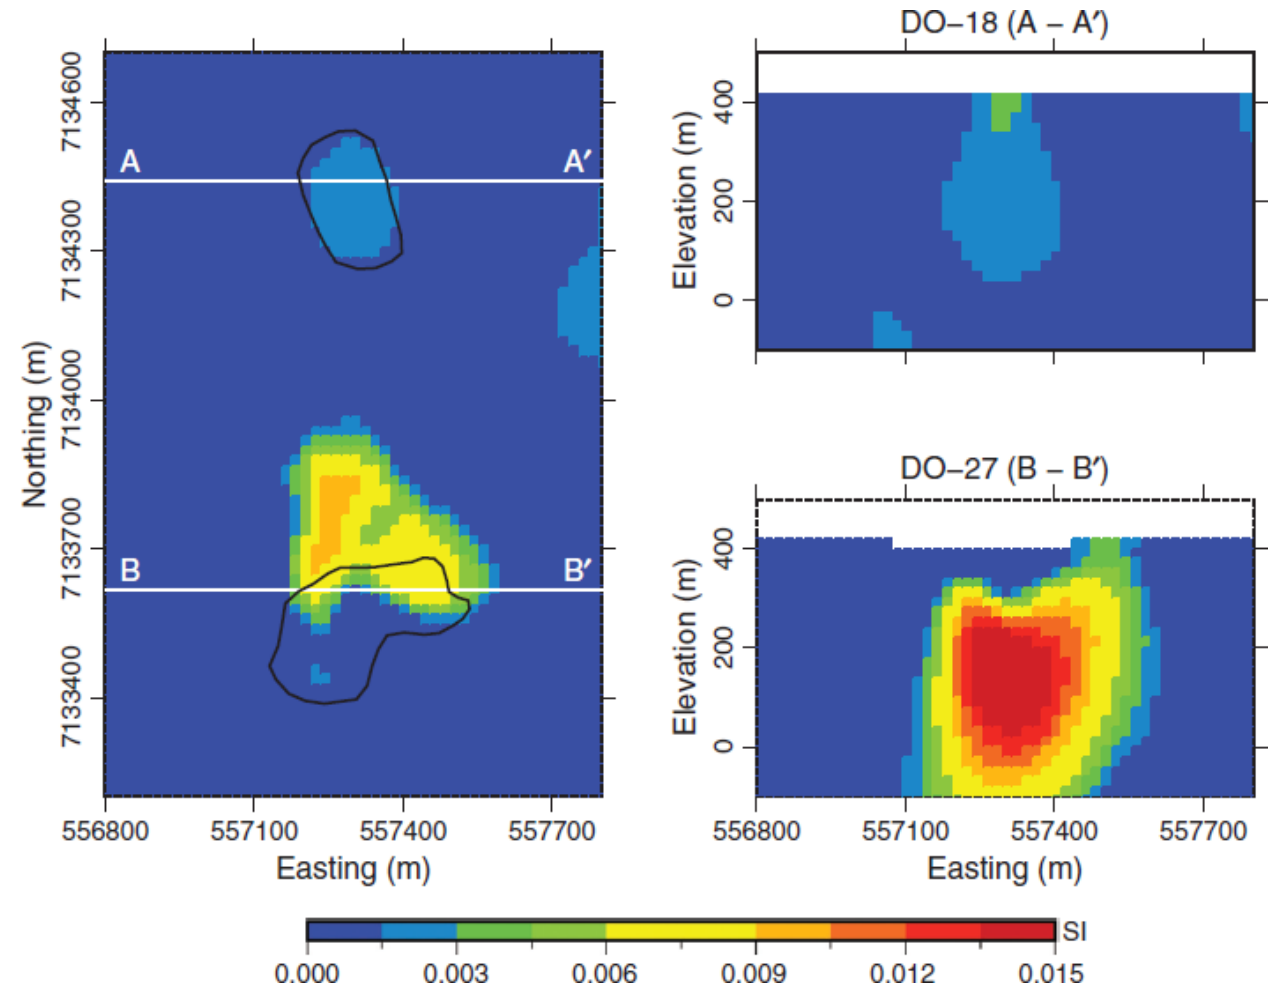 DO–18 (A – A′)
7134600
7134300
7134000
7133700
7133400
Northing (m)
A A′
B B′
556800 557100 557400 557700
Easting (m)
400
200
0
Elevation (m)
DO–27 (B – B′)
400
200
0
Elevation (m)
556800 557100 557400 557700
Easting (m)
SI
0.000 0.003 0.006 0.009 0.012 0.015